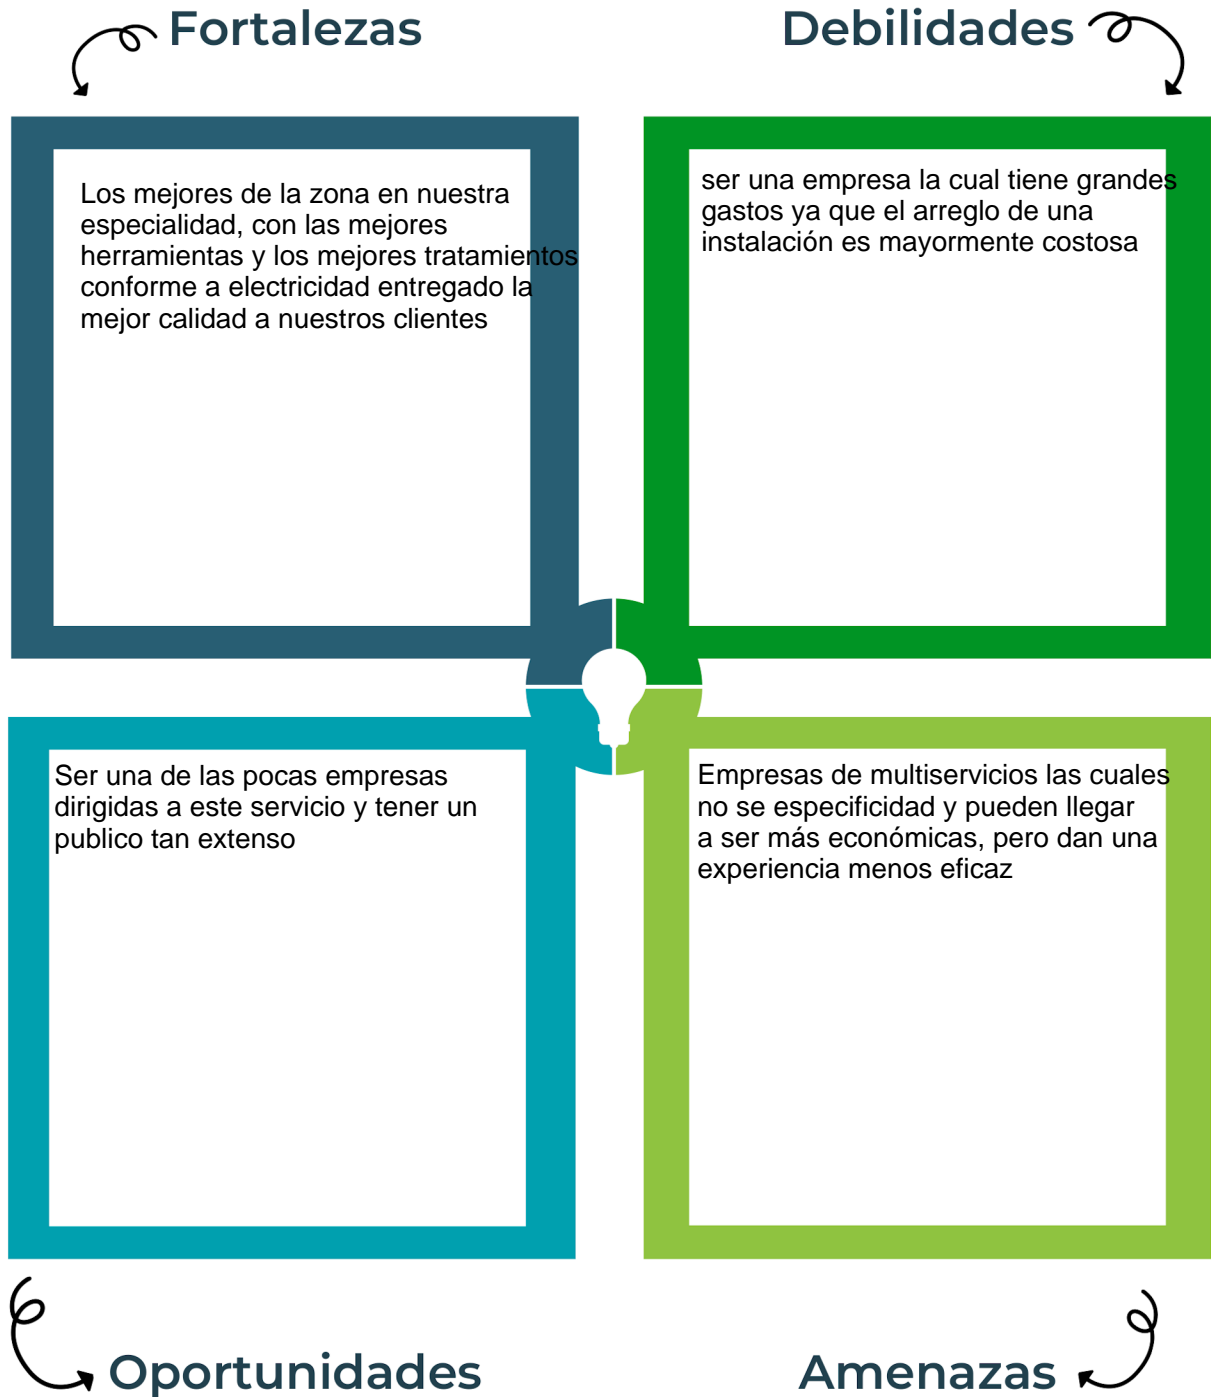 Fortalezas
Debilidades
Los mejores de la zona en nuestra
especialidad, con las mejores
herramientas y los mejores tratamientos
conforme a electricidad entregado la
mejor calidad a nuestros clientes
ser una empresa la cual tiene grandes
gastos ya que el arreglo de una
instalación es mayormente costosa
Ser una de las pocas empresas
dirigidas a este servicio y tener un
publico tan extenso
Empresas de multiservicios las cuales
no se especificidad y pueden llegar
a ser más económicas, pero dan una
experiencia menos eficaz
Oportunidades
Amenazas